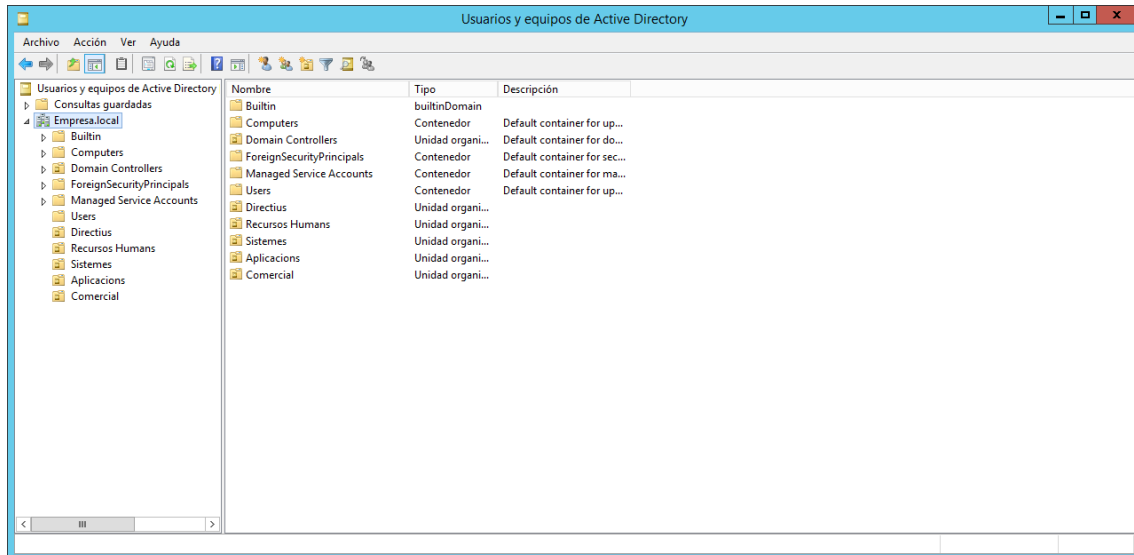 Usuarios y equipos de Active Directory
Archivo Acción Ver Ayuda
Usuarios y equipos de Active Directory
Consultas guardadas
Empresa.local
Builtin
Computers
Domain Controllers
ForeignSecurityPrincipals
Managed Service Accounts
Users
Directius
Recursos Humans
Sistemes
Aplicacions
Comercial
Nombre Tipo Descripción
Builtin builtinDomain
Computers Contenedor Default container for up...
Domain Controllers Unidad organi... Default container for do...
ForeignSecurityPrincipals Contenedor Default container for sec...
Managed Service Accounts Contenedor Default container for ma...
Users Contenedor Default container for up...
Directius Unidad organi...
Recursos Humans Unidad organi...
Sistemes Unidad organi...
Aplicacions Unidad organi...
Comercial Unidad organi...